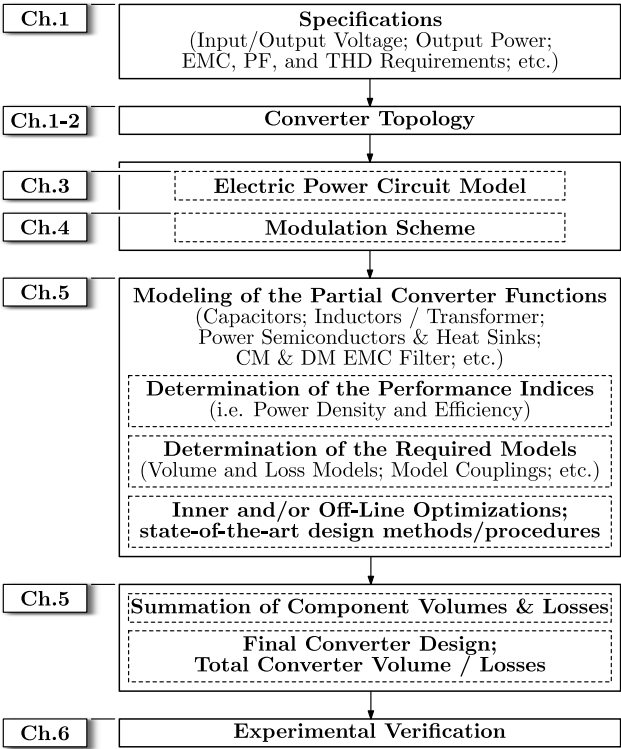 Ch.1
Specifications
(Input/Output Voltage; Output Power;
EMC, PF, and THD Requirements; etc.)
Ch.1-2
Converter Topology
Ch.3
Electric Power Circuit Model
Ch.4
Modulation Scheme
Ch.5
Modeling of the Partial Converter Functions
(Capacitors; Inductors / Transformer;
Power Semiconductors & Heat Sinks;
CM & DM EMC Filter; etc.)
Determination of the Performance Indices
(i.e. Power Density and Efficiency)
Determination of the Required Models
(Volume and Loss Models; Model Couplings; etc.)
Inner and/or Off-Line Optimizations;
state-of-the-art design methods/procedures
Ch.5
Summation of Component Volumes & Losses
Final Converter Design;
Total Converter Volume / Losses
Ch.6
Experimental Verification